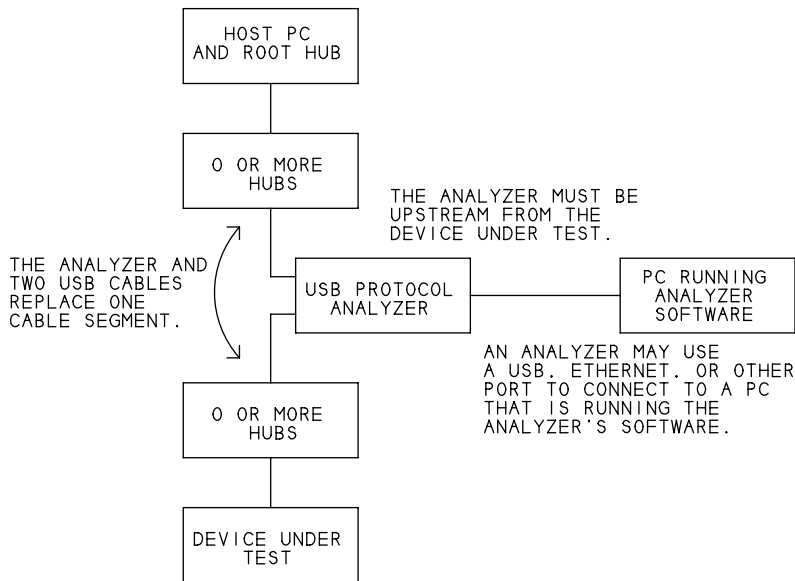 HOST PC
AND ROOT HUB
0 OR MORE
HUBS
THE ANALYZER MUST BE
UPSTREAM FROM THE
DEVICE UNDER TEST.
THE ANALYZER AND
TWO USB CABLES
REPLACE ONE
CABLE SEGMENT.
USB PROTOCOL
ANALYZER
PC RUNNING
ANALYZER
SOFTWARE
AN ANALYZER MAY USE
A USB. ETHERNET. OR OTHER
PORT TO CONNECT TO A PC
THAT IS RUNNING THE
ANALYZER'S SOFTWARE.
0 OR MORE
HUBS
DEVICE UNDER
TEST